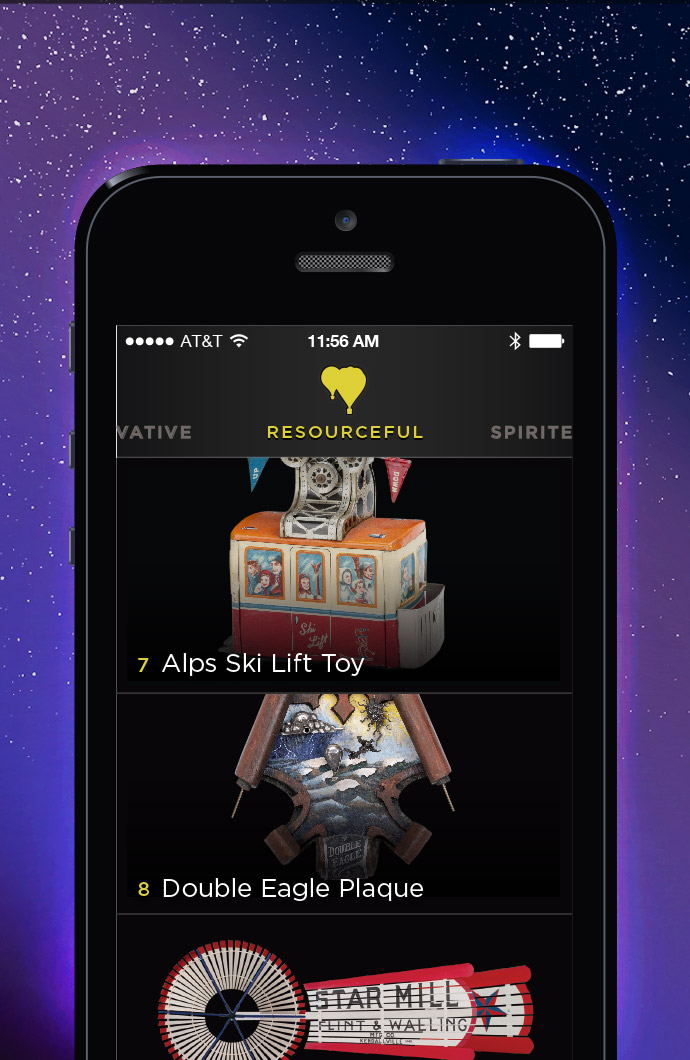 AT&T 11:56 AM
VATIVE RESOURCEFUL SPIRITE
UP
DOWN
Ski
Lift
7 Alps Ski Lift Toy
DOUBLE
EAGLE
8 Double Eagle Plaque
STAR MILL
FLINT & WALLING
MFG CO
KENDALLVILLE IND.